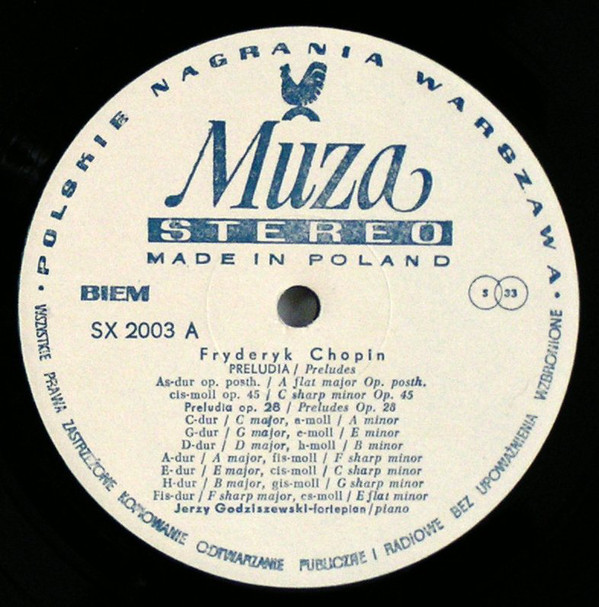 • POLSKIE NAGRANIA WARSZAWA •
Muza
STEREO
MADE IN POLAND
BIEM
S 33
SX 2003 A
Fryderyk Chopin
PRELUDIA / Preludes
As-dur op. posth. / A flat major Op. posth.
cis-moll op. 45 / C sharp minor Op. 45
Preludia op. 28 / Preludes Op. 28
C-dur / C major, a-moll / A minor
G-dur / G major, e-moll / E minor
D-dur / D major, h-moll / B minor
A-dur / A major, fis-moll / F sharp minor
E-dur / E major, cis-moll / C sharp minor
H-dur / B major, gis-moll / G sharp minor
Fis-dur / F sharp major, es-moll / E flat minor
Jerzy Godziszewski-fortepian/piano
WSZYSTKIE PRAWA ZASTRZEŻONE KOPIOWANIE ODTWARZANIE PUBLICZNE I RADIOWE BEZ UPOWAŻNIENIA WZBRONIONE